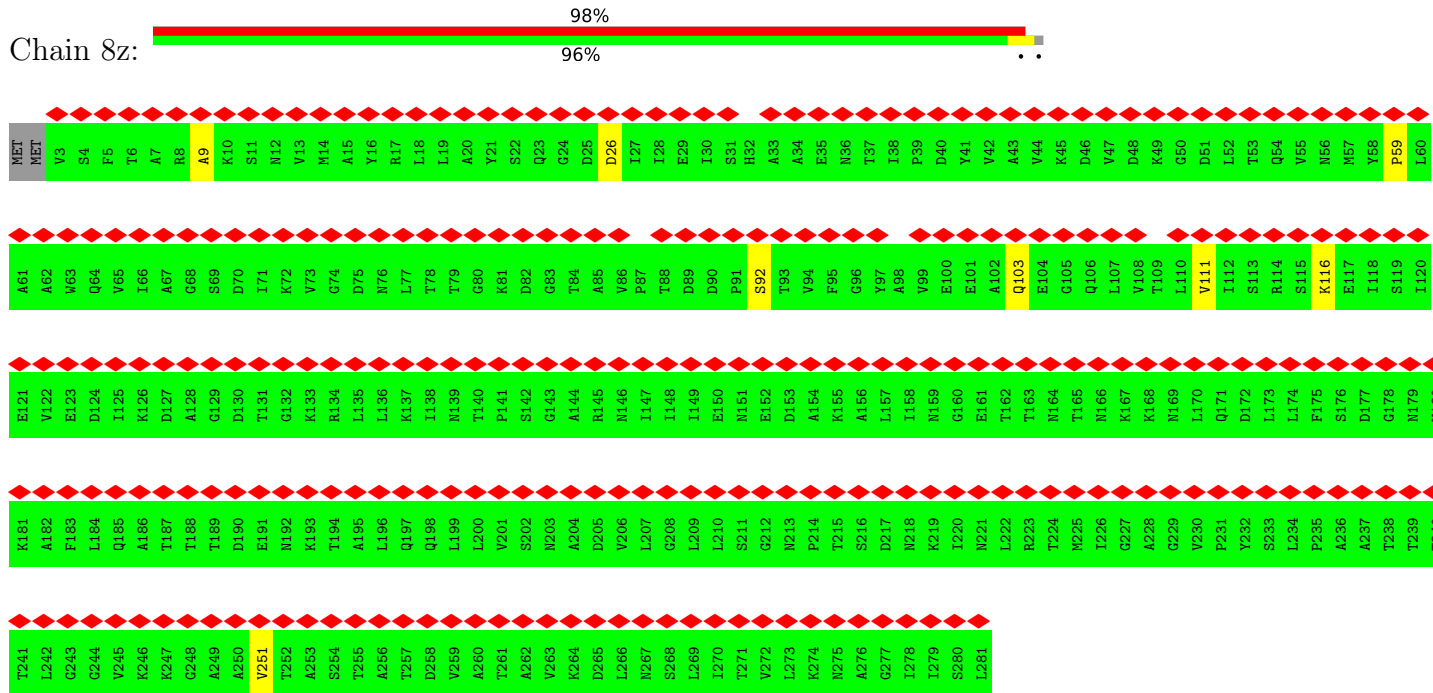 98%
Chain 8z:
96%
. .
MET MET V3 S4 F5 T6 A7 R8 A9 K10 S11 N12 V13 M14 A15 Y16 R17 L18 L19 A20 Y21 S22 Q23 G24 D25 D26 I27 I28 E29 I30 S31 H32 A33 A34 E35 N36 T37 I38 P39 D40 Y41 V42 A43 V44 K45 D46 V47 D48 K49 G50 D51 L52 T53 Q54 V55 N56 M57 Y58 P59 L60
A61 A62 W63 Q64 V65 I66 A67 G68 S69 D70 I71 K72 V73 G74 D75 N76 L77 T78 T79 G80 K81 D82 G83 T84 A85 V86 P87 T88 D89 D90 P91 S92 T93 V94 F95 G96 Y97 A98 V99 E100 E101 A102 Q103 E104 G105 Q106 L107 V108 T109 L110 V111 I112 S113 R114 S115 K116 E117 I118 S119 I120
E121 V122 E123 D124 I125 K126 D127 A128 G129 D130 T131 G132 K133 R134 L135 L136 K137 I138 N139 T140 P141 S142 G143 A144 R145 N146 I147 I148 I149 E150 N151 E152 D153 A154 K155 A156 L157 I158 N159 G160 E161 T162 T163 N164 T165 N166 K167 K168 N169 L170 Q171 D172 L173 L174 F175 S176 D177 G178 N179
K181 A182 F183 L184 Q185 A186 T187 T188 T189 D190 E191 N192 K193 T194 A195 L196 Q197 Q198 L199 L200 V201 S202 N203 A204 D205 V206 L207 G208 L209 L210 S211 G212 N213 P214 T215 S216 D217 N218 K219 I220 N221 L222 R223 T224 M225 I226 G227 A228 G229 V230 P231 Y232 S233 L234 P235 A236 A237 T238 T239
T241 L242 G243 G244 V245 K246 K247 G248 A249 A250 V251 T252 A253 S254 T255 A256 T257 D258 V259 A260 T261 A262 V263 K264 D265 L266 N267 S268 L269 I270 T271 V272 L273 K274 N275 A276 G277 I278 I279 S280 L281